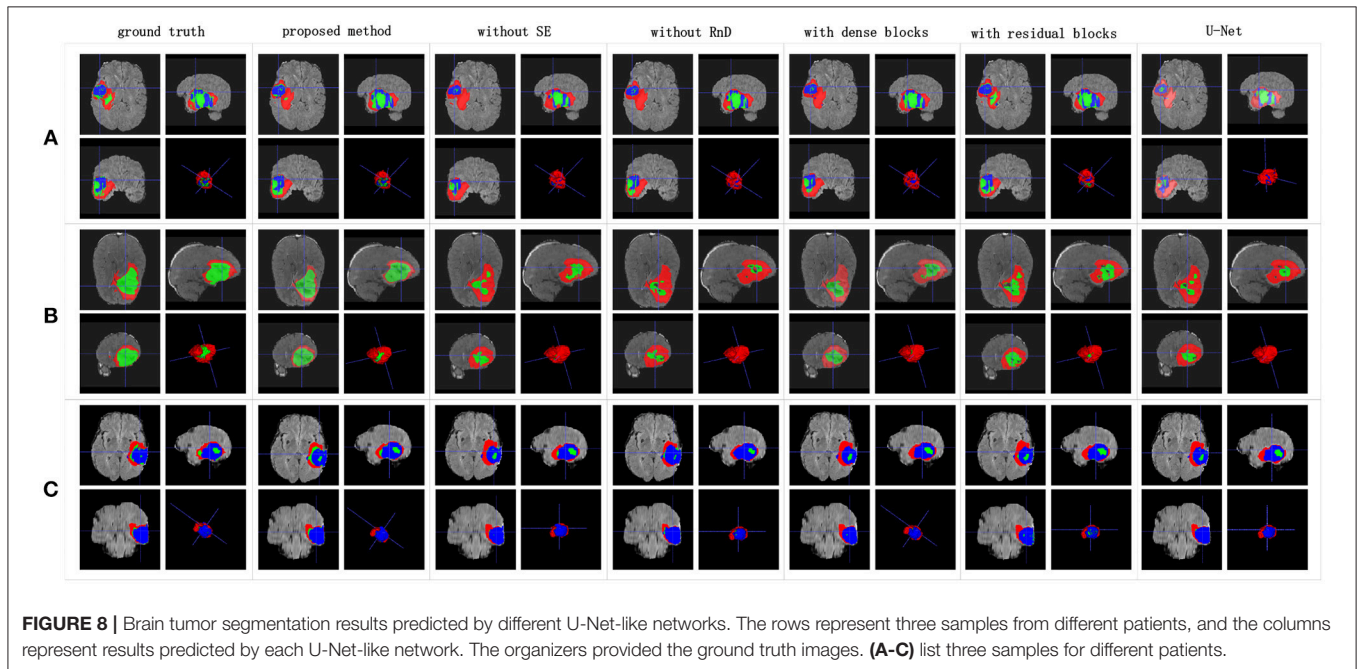 ground truth proposed method without SE without RnD with dense blocks with residual blocks U-Net
A
B
C
FIGURE 8 | Brain tumor segmentation results predicted by different U-Net-like networks. The rows represent three samples from different patients, and the columns
represent results predicted by each U-Net-like network. The organizers provided the ground truth images. (A-C) list three samples for different patients.